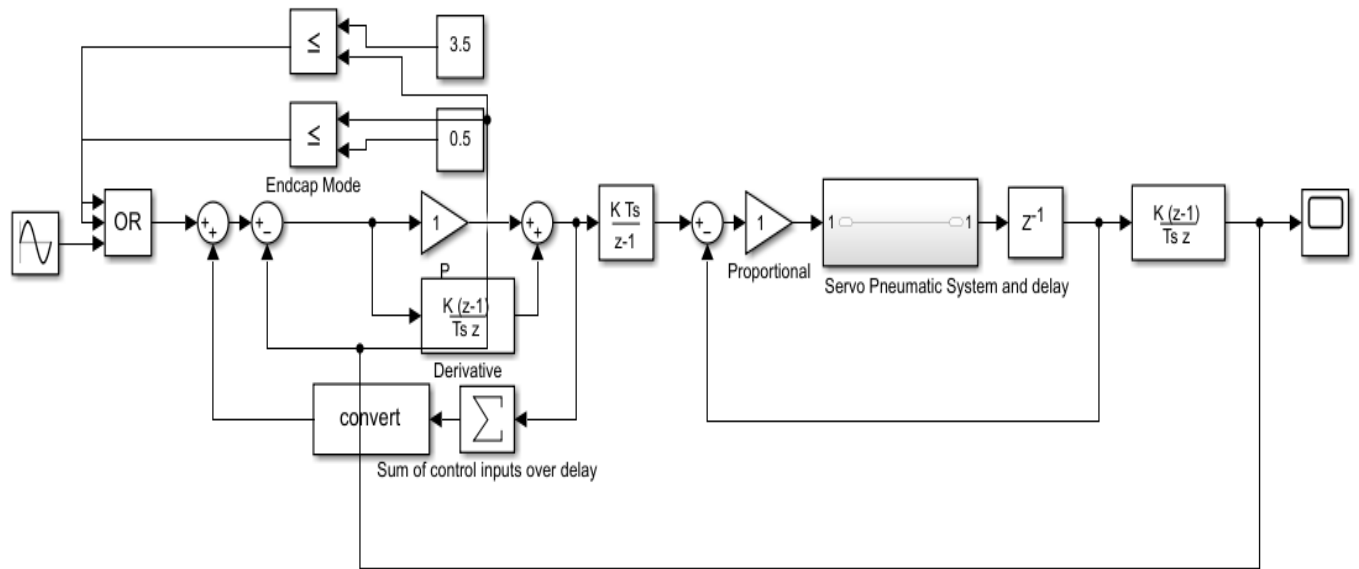 ≤
3.5
≤
0.5
Endcap Mode
OR
+
+
+
−
1
P
K (z-1)
Ts z
Derivative
+
+
K Ts
z-1
+
−
1
Proportional
1
1
Servo Pneumatic System and delay
Z-1
K (z-1)
Ts z
convert
∑
Sum of control inputs over delay